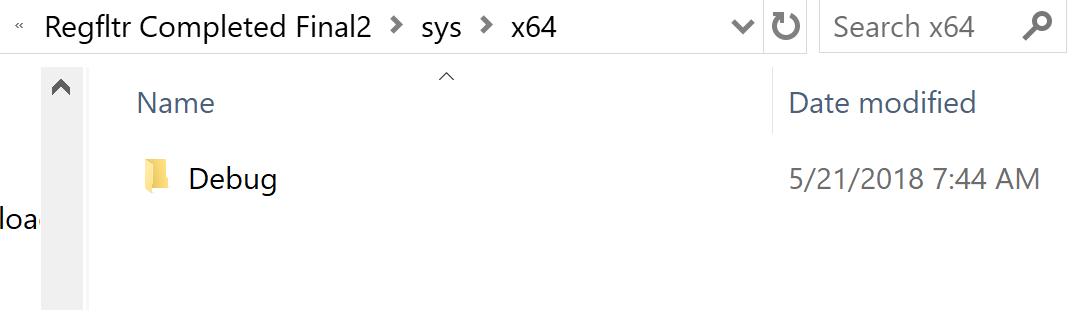 « Regfltr Completed Final2 > sys > x64 Search x64
Name Date modified
Debug 5/21/2018 7:44 AM